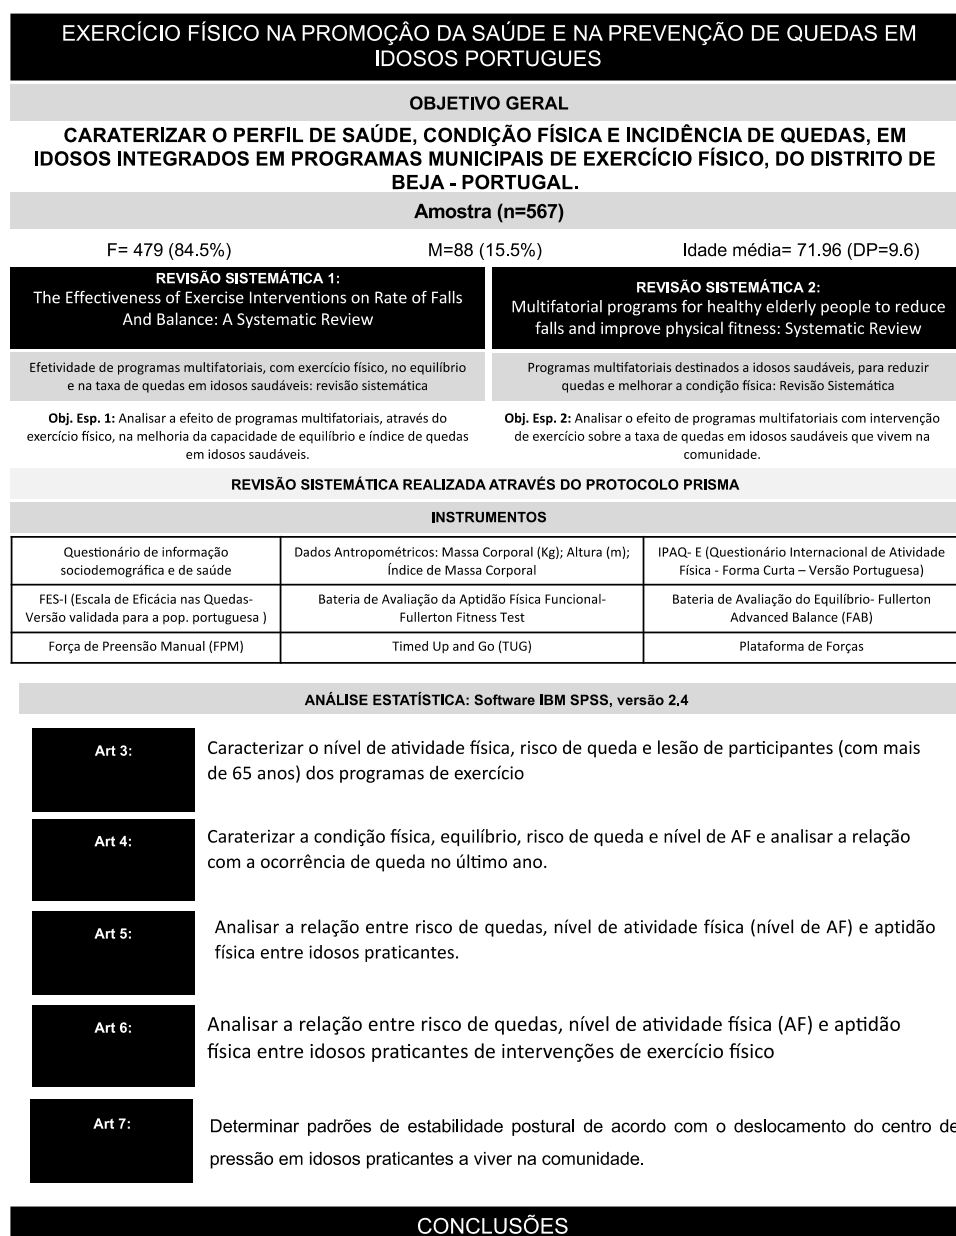 EXERCÍCIO FÍSICO NA PROMOÇÂO DA SAÚDE E NA PREVENÇÃO DE QUEDAS EM
IDOSOS PORTUGUES
OBJETIVO GERAL
CARATERIZAR O PERFIL DE SAÚDE, CONDIÇÃO FÍSICA E INCIDÊNCIA DE QUEDAS, EM
IDOSOS INTEGRADOS EM PROGRAMAS MUNICIPAIS DE EXERCÍCIO FÍSICO, DO DISTRITO DE
BEJA - PORTUGAL.
Amostra (n=567)
F= 479 (84.5%) M=88 (15.5%) Idade média= 71.96 (DP=9.6)
REVISÃO SISTEMÁTICA 1:
The Effectiveness of Exercise Interventions on Rate of Falls
And Balance: A Systematic Review
REVISÃO SISTEMÁTICA 2:
Multifatorial programs for healthy elderly people to reduce
falls and improve physical fitness: Systematic Review
Efetividade de programas multifatoriais, com exercício físico, no equilíbrio
e na taxa de quedas em idosos saudáveis: revisão sistemática
Programas multifatoriais destinados a idosos saudáveis, para reduzir
quedas e melhorar a condição física: Revisão Sistemática
Obj. Esp. 1: Analisar a efeito de programas multifatoriais, através do
exercício físico, na melhoria da capacidade de equilíbrio e índice de quedas
em idosos saudáveis.
Obj. Esp. 2: Analisar o efeito de programas multifatoriais com intervenção
de exercício sobre a taxa de quedas em idosos saudáveis que vivem na
comunidade.
REVISÃO SISTEMÁTICA REALIZADA ATRAVÉS DO PROTOCOLO PRISMA
INSTRUMENTOS
Questionário de informação
sociodemográfica e de saúde
Dados Antropométricos: Massa Corporal (Kg); Altura (m);
Índice de Massa Corporal
IPAQ- E (Questionário Internacional de Atividade
Física - Forma Curta – Versão Portuguesa)
FES-I (Escala de Eficácia nas Quedas-
Versão validada para a pop. portuguesa )
Bateria de Avaliação da Aptidão Física Funcional-
Fullerton Fitness Test
Bateria de Avaliação do Equilíbrio- Fullerton
Advanced Balance (FAB)
Força de Preensão Manual (FPM)
Timed Up and Go (TUG)
Plataforma de Forças
ANÁLISE ESTATÍSTICA: Software IBM SPSS, versão 2.4
Art 3:
Caracterizar o nível de atividade física, risco de queda e lesão de participantes (com mais
de 65 anos) dos programas de exercício
Art 4:
Caraterizar a condição física, equilíbrio, risco de queda e nível de AF e analisar a relação
com a ocorrência de queda no último ano.
Art 5:
Analisar a relação entre risco de quedas, nível de atividade física (nível de AF) e aptidão
física entre idosos praticantes.
Art 6:
Analisar a relação entre risco de quedas, nível de atividade física (AF) e aptidão
física entre idosos praticantes de intervenções de exercício físico
Art 7:
Determinar padrões de estabilidade postural de acordo com o deslocamento do centro de
pressão em idosos praticantes a viver na comunidade.
CONCLUSÕES